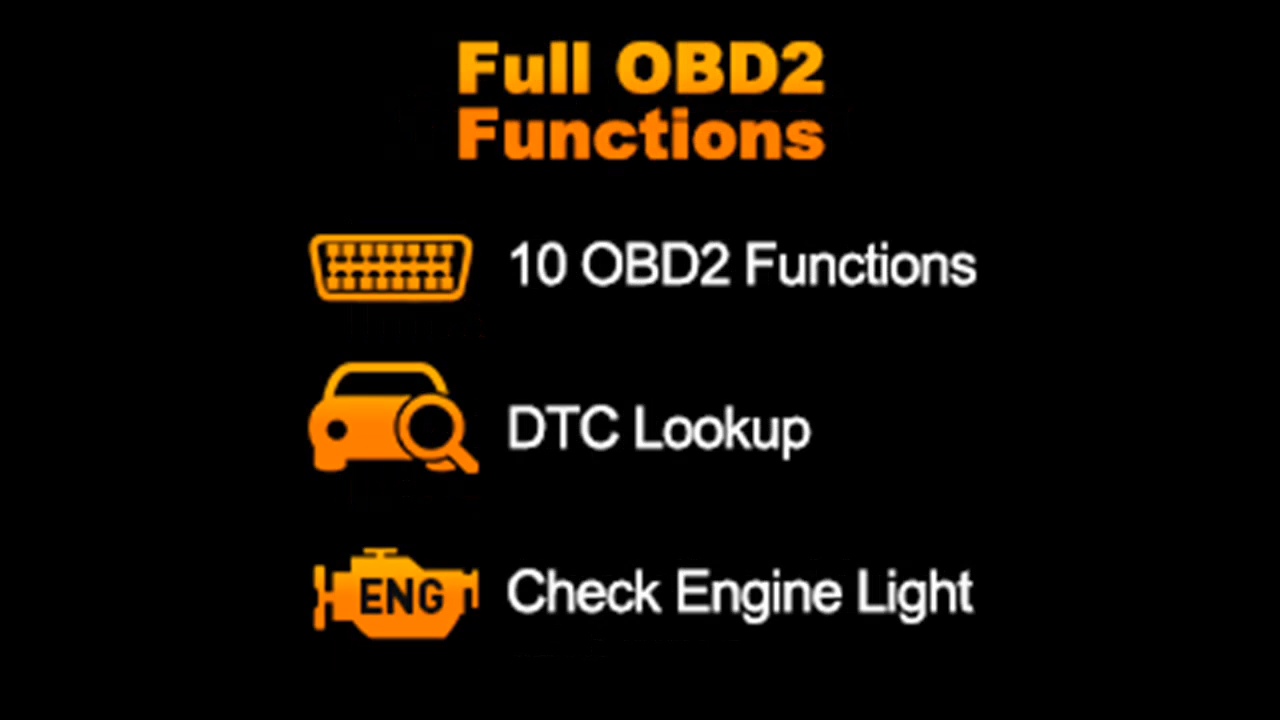 Full OBD2
Functions
10 OBD2 Functions
DTC Lookup
ENG
Check Engine Light